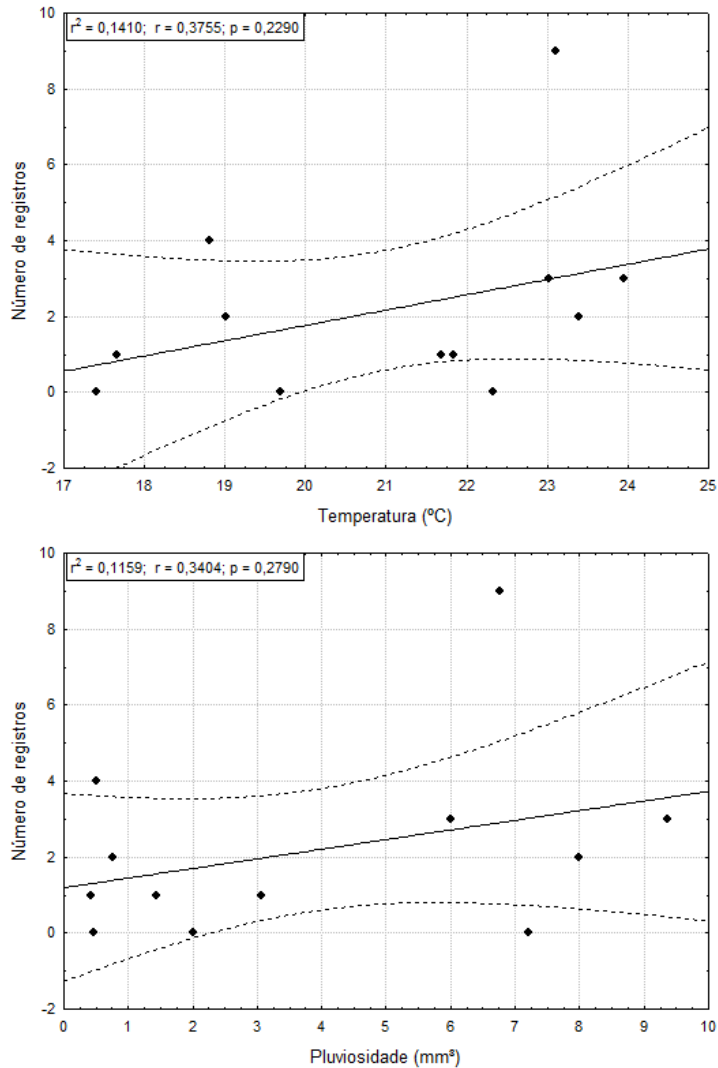 r² = 0,1410; r = 0,3755; p = 0,2290
Número de registros
10
8
6
4
2
0
-2
17 18 19 20 21 22 23 24 25
Temperatura (ºC)
r² = 0,1159; r = 0,3404; p = 0,2790
Número de registros
10
8
6
4
2
0
-2
0 1 2 3 4 5 6 7 8 9 10
Pluviosidade (mm³)